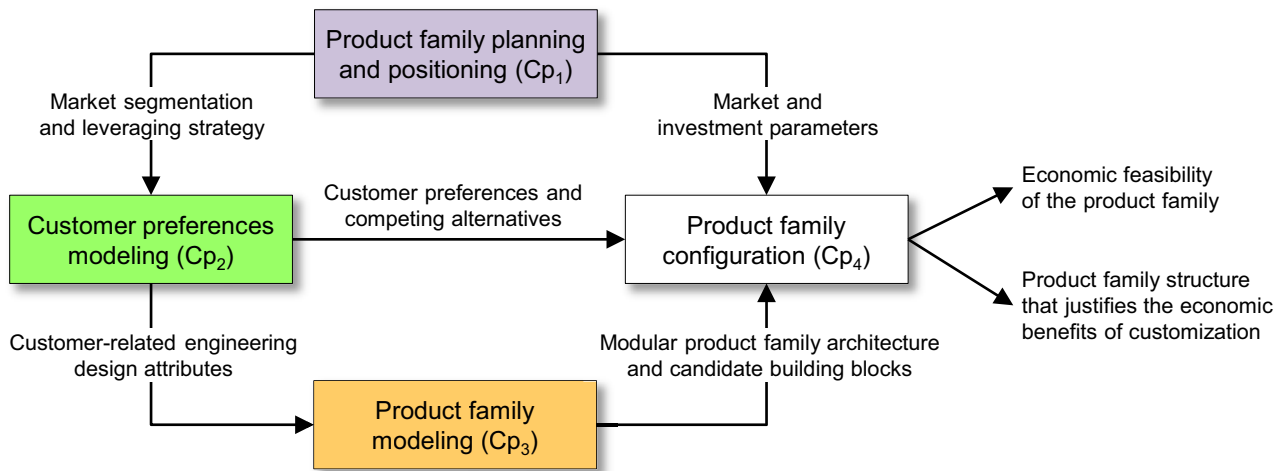 Product family planning
and positioning (Cp₁)
Market segmentation
and leveraging strategy
Market and
investment parameters
Customer preferences
modeling (Cp₂)
Customer preferences and
competing alternatives
Product family
configuration (Cp₄)
Economic feasibility
of the product family
Product family structure
that justifies the economic
benefits of customization
Customer-related engineering
design attributes
Modular product family architecture
and candidate building blocks
Product family
modeling (Cp₃)